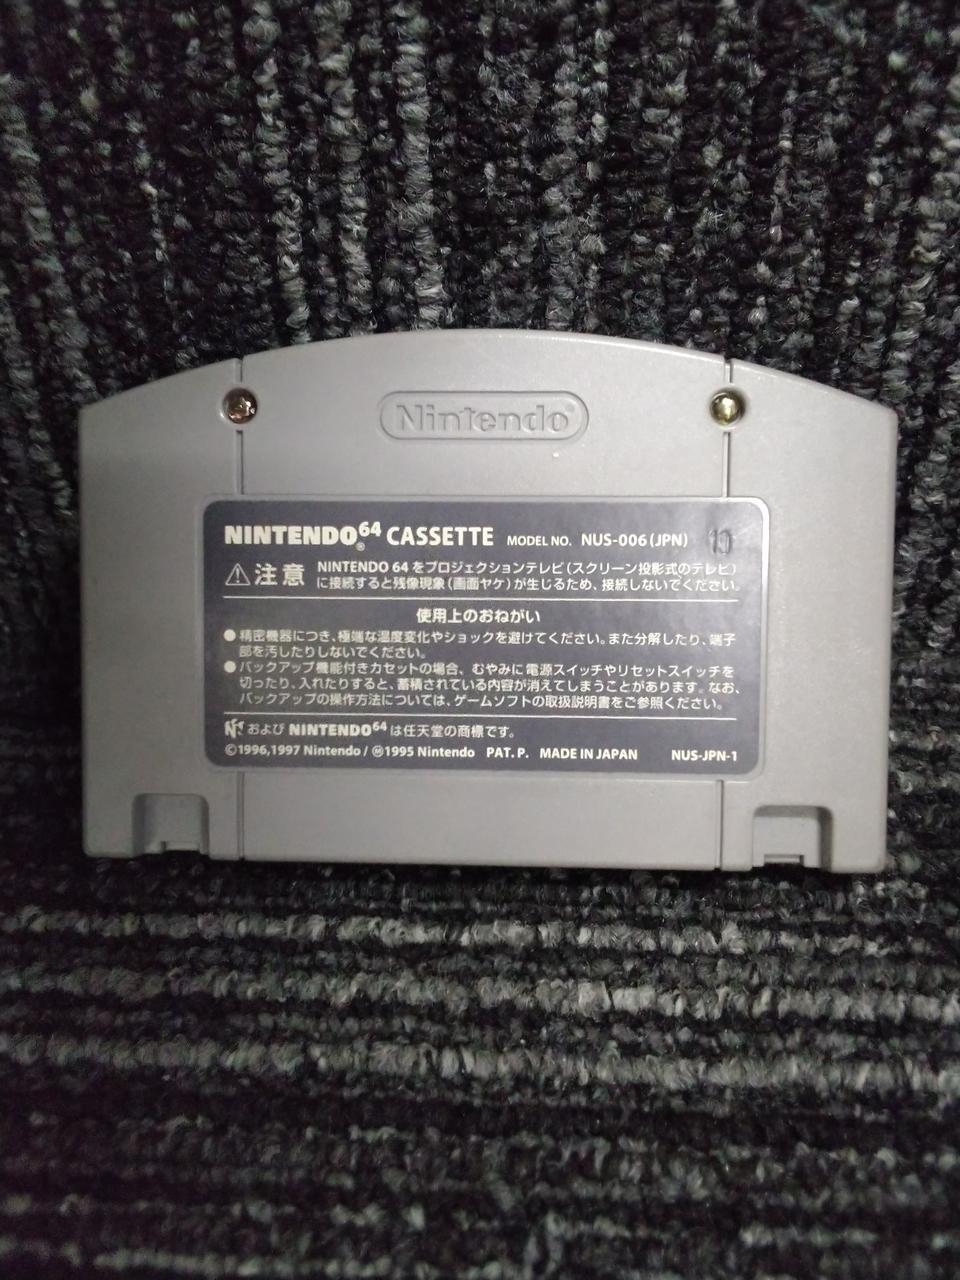 Nintendo®
NINTENDO64® CASSETTE MODEL NO. NUS-006(JPN) 10
⚠注意 NINTENDO 64をプロジェクションテレビ(スクリーン投影式のテレビ)
に接続すると残像現象(画面ヤケ)が生じるため、接続しないでください。
使用上のおねがい
●精密機器につき、極端な温度変化やショックを避けてください。また分解したり、端子
部を汚したりしないでください。
●バックアップ機能付きカセットの場合、むやみに電源スイッチやリセットスイッチを
切ったり、入れたりすると、蓄積されている内容が消えてしまうことがあります。なお、
バックアップの操作方法については、ゲームソフトの取扱説明書をご参照ください。
およびNINTENDO64は任天堂の商標です。
©1996,1997 Nintendo/Ⓜ1995 Nintendo PAT.P. MADE IN JAPAN NUS-JPN-1